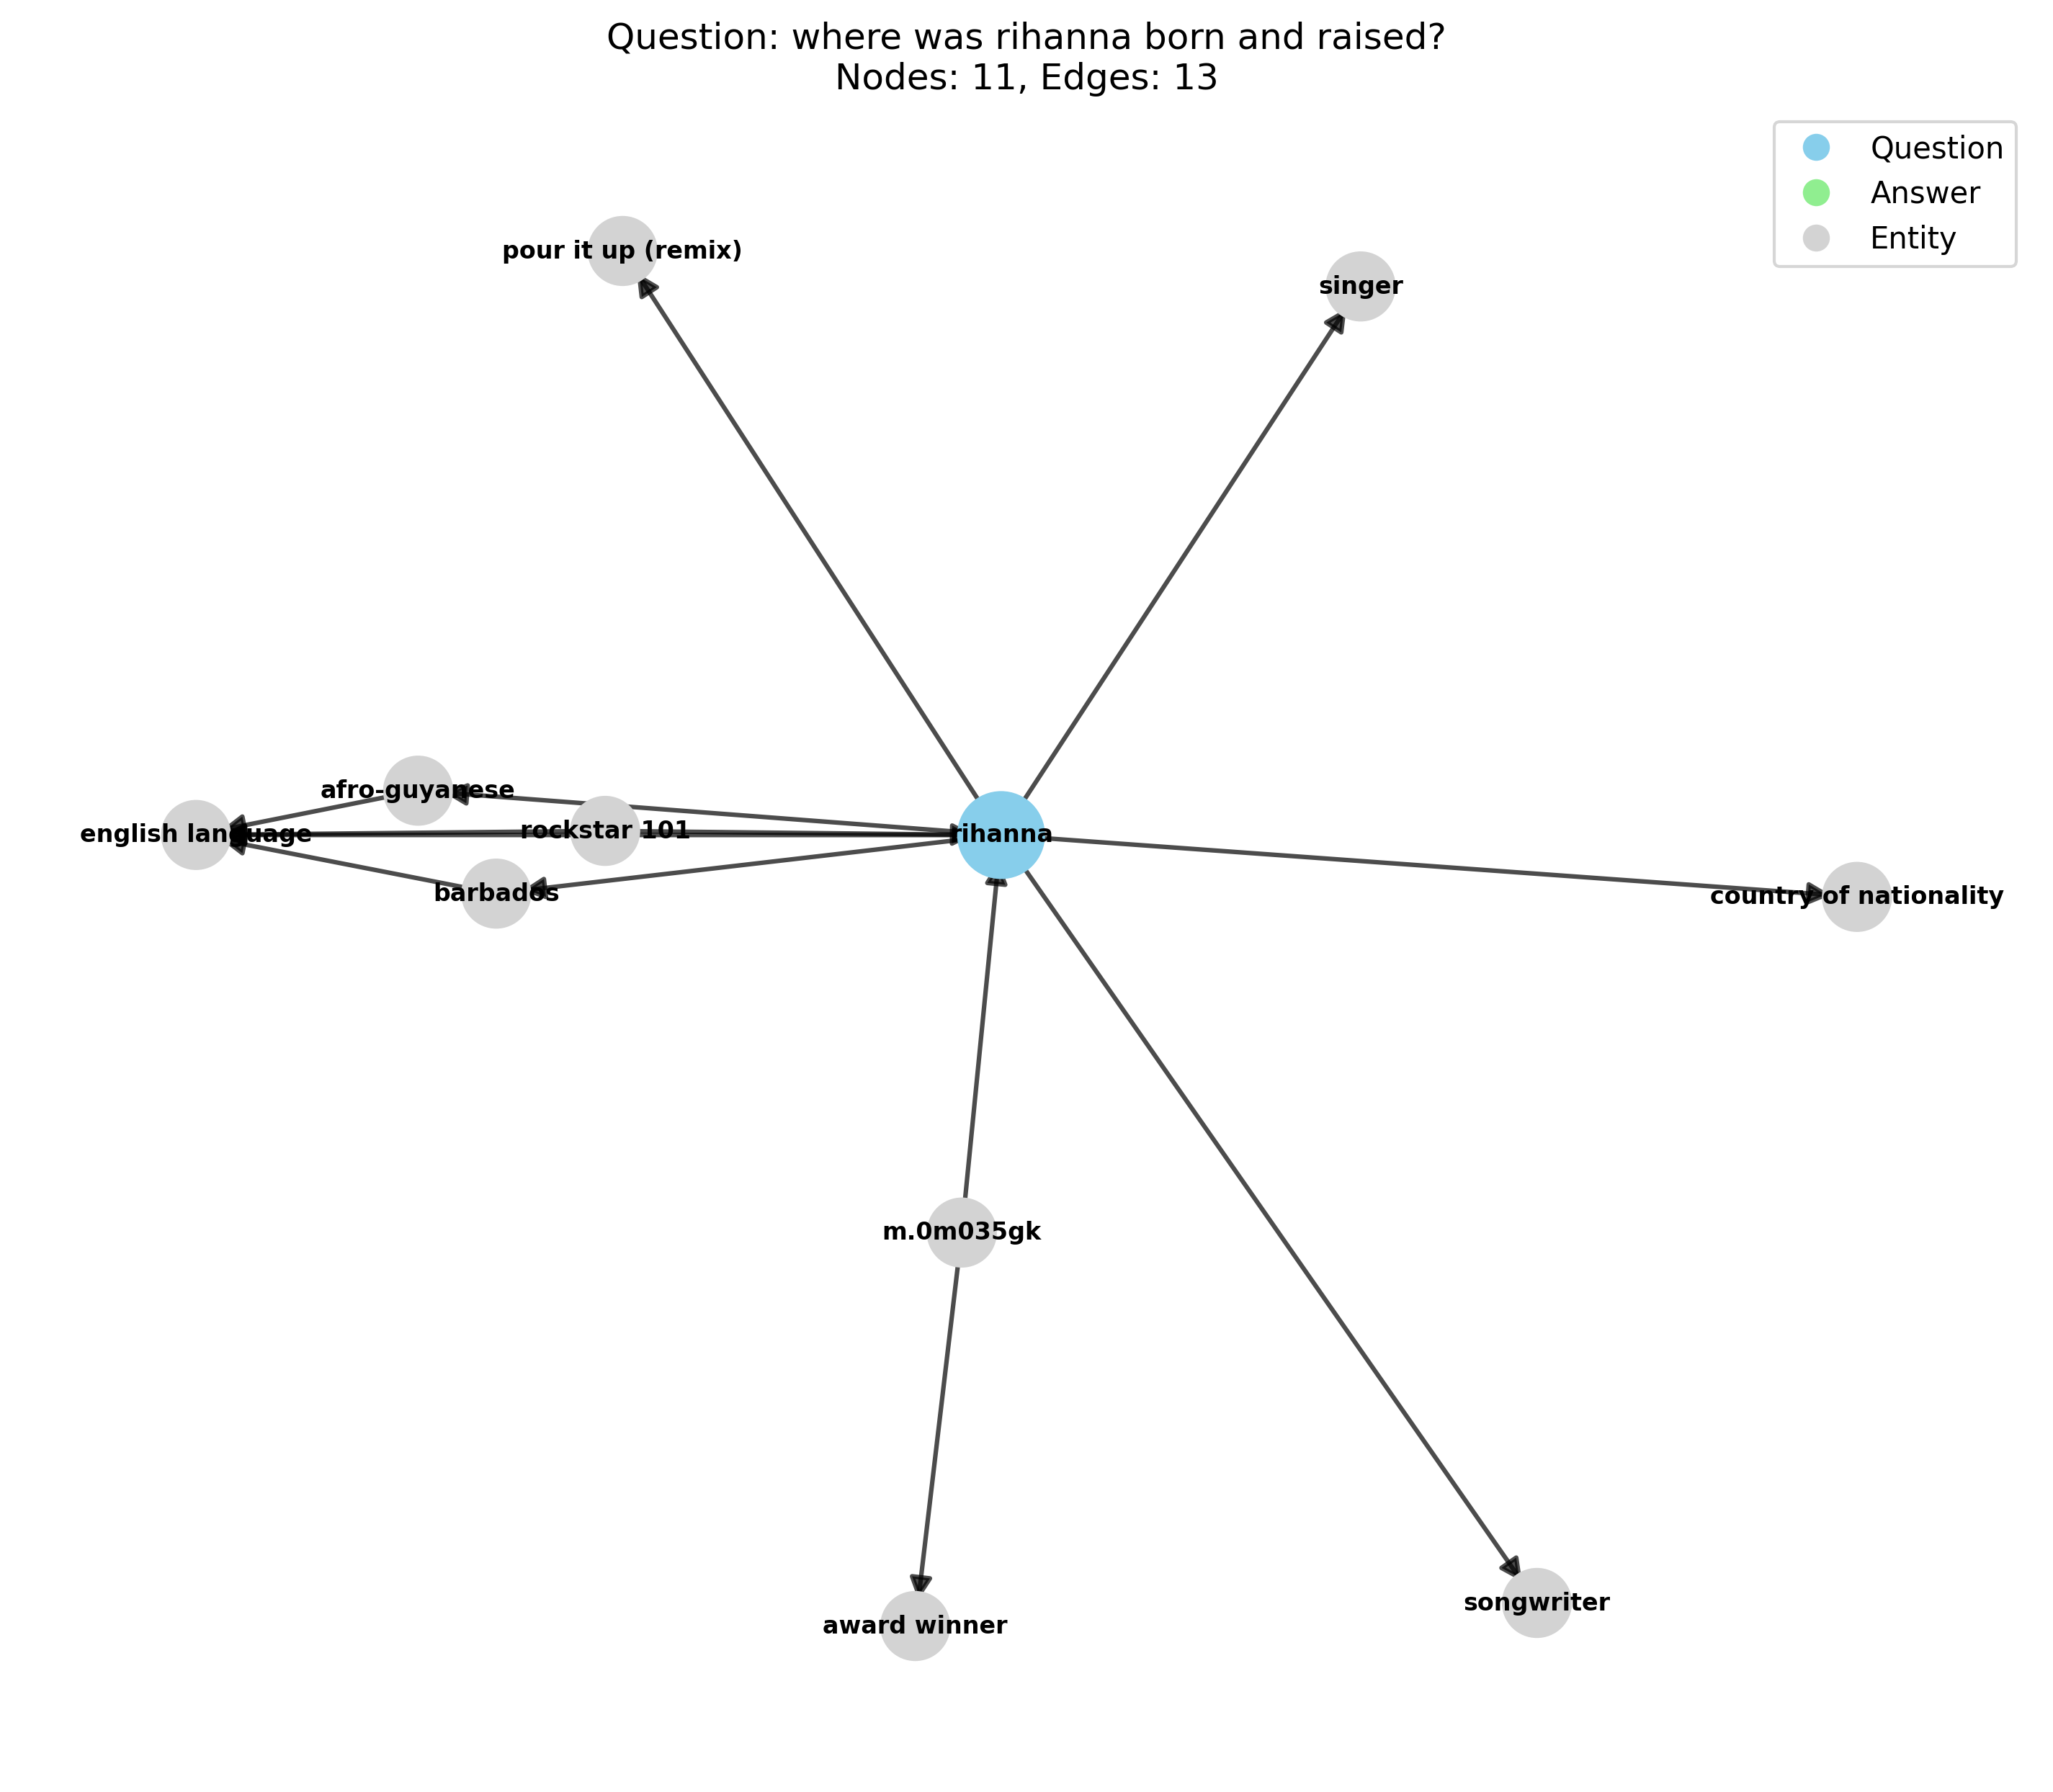 Question: where was rihanna born and raised?
Nodes: 11, Edges: 13
Question
Answer
Entity
pour it up (remix)
singer
afro-guyanese
rockstar 101
english language
rihanna
barbados
country of nationality
m.0m035gk
songwriter
award winner